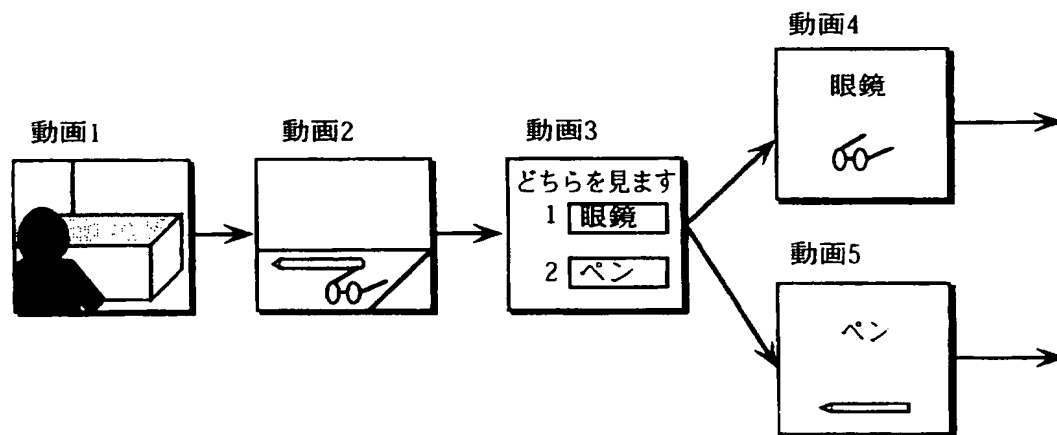 動画1
動画2
動画3
どちらを見ます
1 眼鏡
2 ペン
動画4
眼鏡
動画5
ペン